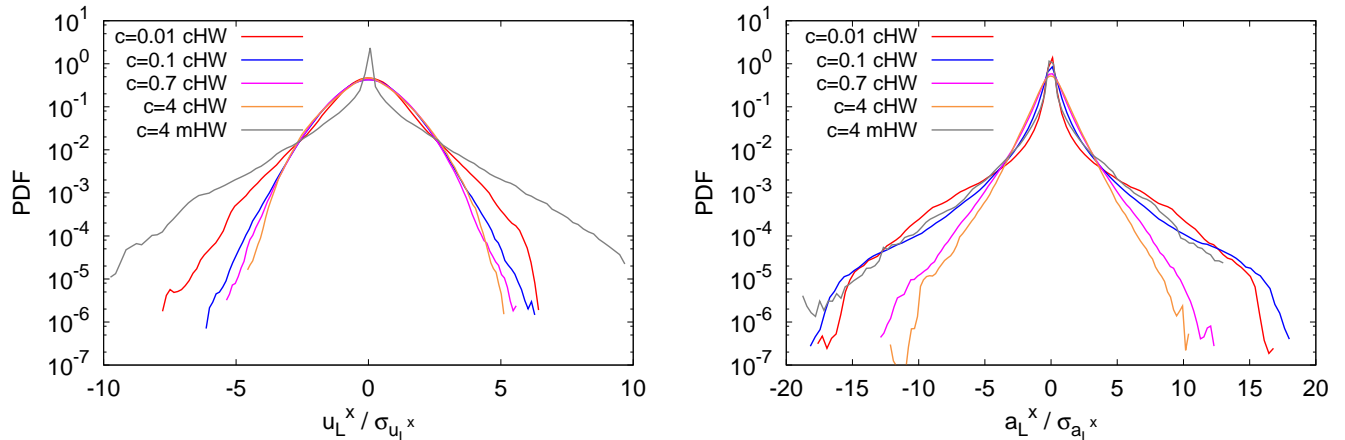 10^1
10^0
10^-1
10^-2
10^-3
10^-4
10^-5
10^-6
10^-7
PDF
c=0.01 cHW
c=0.1 cHW
c=0.7 cHW
c=4 cHW
c=4 mHW
-10
-5
0
5
10
u_L^x / σ_{u_L^x}
10^1
10^0
10^-1
10^-2
10^-3
10^-4
10^-5
10^-6
10^-7
PDF
c=0.01 cHW
c=0.1 cHW
c=0.7 cHW
c=4 cHW
c=4 mHW
-20
-15
-10
-5
0
5
10
15
20
a_L^x / σ_{a_L^x}